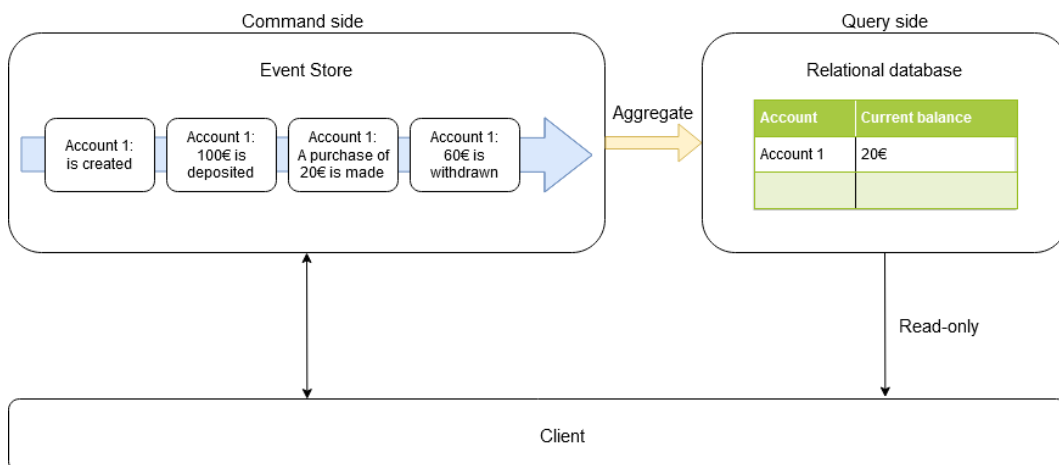 Command side
Query side
Event Store
Relational database
Account 1:
is created
Account 1:
100€ is
deposited
Account 1:
A purchase of
20€ is made
Account 1:
60€ is
withdrawn
Aggregate
Account Current balance
Account 1 20€
Read-only
Client